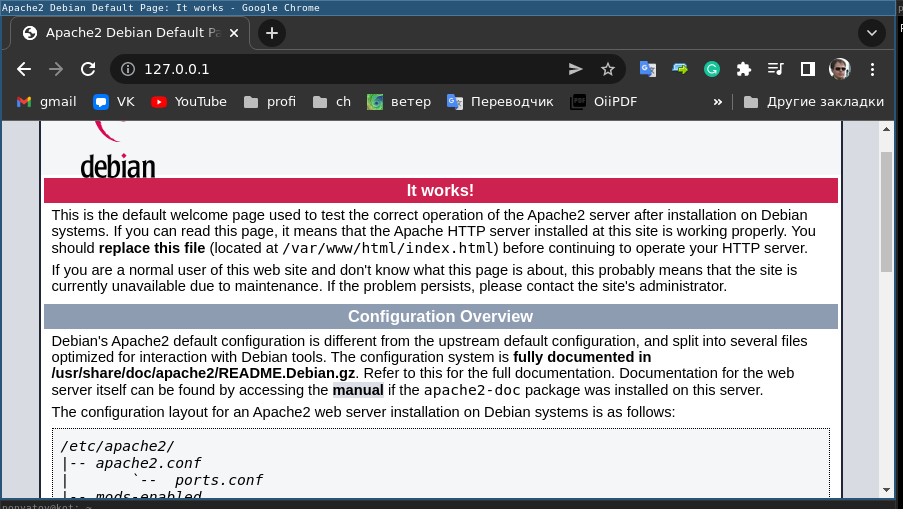 Apache2 Debian Default Page: It works - Google Chrome
Apache2 Debian Default Pa
127.0.0.1
gmail VK YouTube profi ch ветер Переводчик OiiPDF » Другие закладки
debian
It works!
This is the default welcome page used to test the correct operation of the Apache2 server after installation on Debian
systems. If you can read this page, it means that the Apache HTTP server installed at this site is working properly. You
should replace this file (located at /var/www/html/index.html) before continuing to operate your HTTP server.
If you are a normal user of this web site and don't know what this page is about, this probably means that the site is
currently unavailable due to maintenance. If the problem persists, please contact the site's administrator.
Configuration Overview
Debian's Apache2 default configuration is different from the upstream default configuration, and split into several files
optimized for interaction with Debian tools. The configuration system is fully documented in
/usr/share/doc/apache2/README.Debian.gz. Refer to this for the full documentation. Documentation for the web
server itself can be found by accessing the manual if the apache2-doc package was installed on this server.
The configuration layout for an Apache2 web server installation on Debian systems is as follows:
/etc/apache2/
|-- apache2.conf
|       `--  ports.conf
|-- mods-enabled